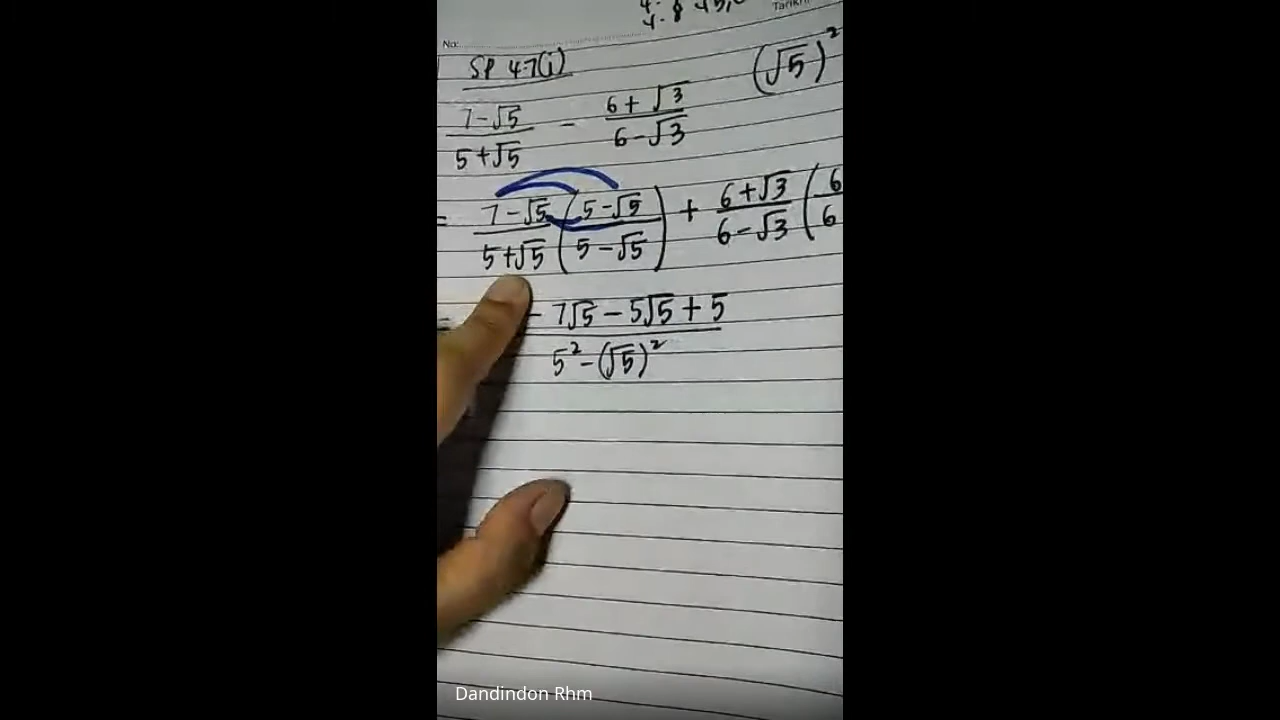 No:
SP 4.7(i)
(√5)²
7-√5 / 5+√5 - 6+√3 / 6-√3
= 7-√5 / 5+√5 (5-√5 / 5-√5) + 6+√3 / 6-√3 (6 / 6
= - 7√5 - 5√5 + 5 / 5² - (√5)²
Dandindon Rhm